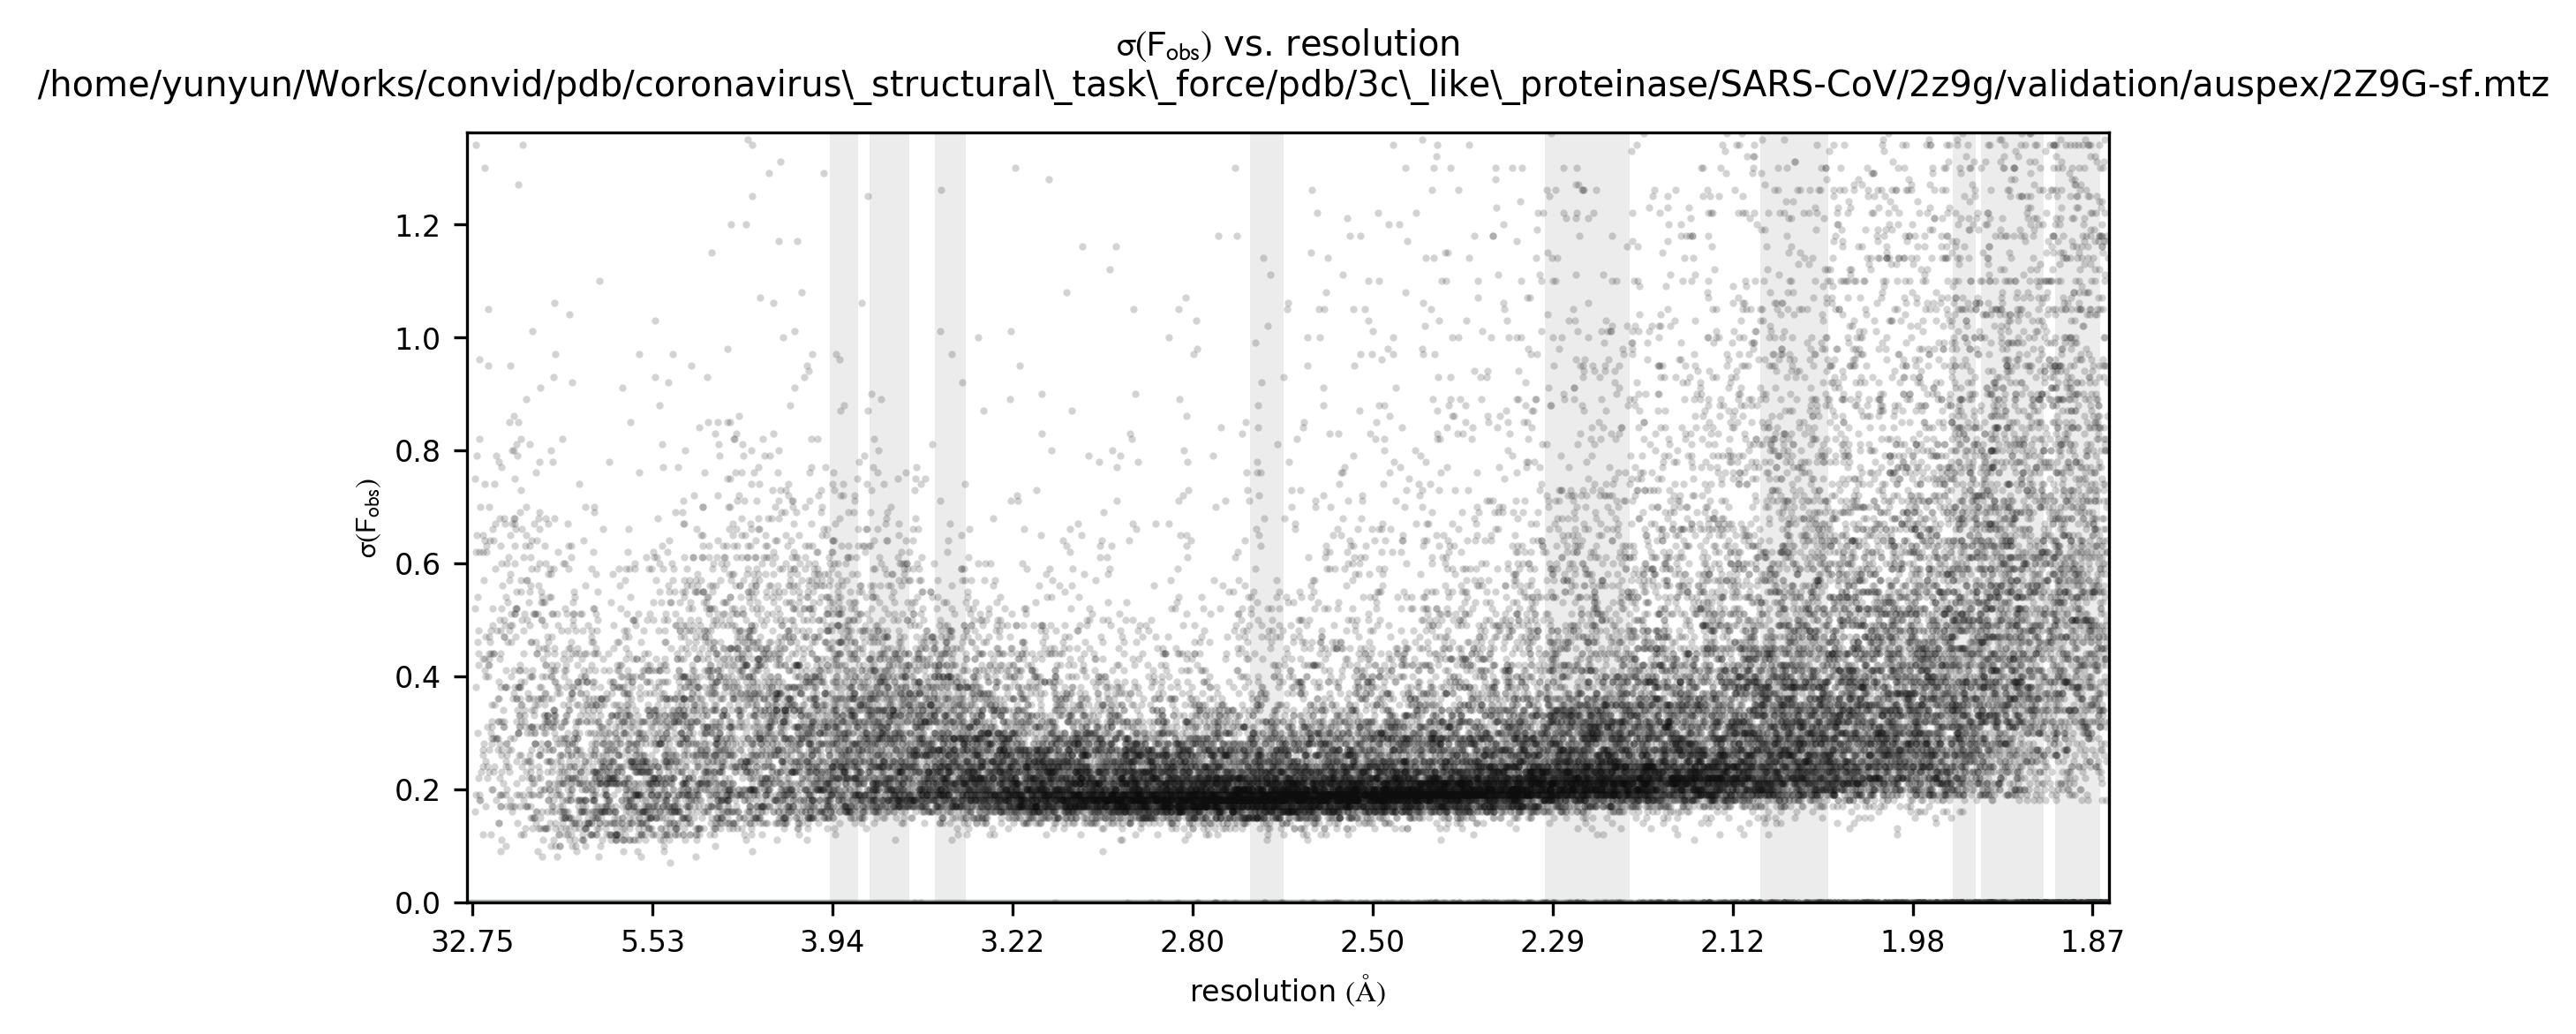 σ(F_obs) vs. resolution
/home/yunyun/Works/convid/pdb/coronavirus\_structural\_task\_force/pdb/3c\_like\_proteinase/SARS-CoV/2z9g/validation/auspex/2Z9G-sf.mtz
1.2
1.0
0.8
0.6
0.4
0.2
0.0
σ(F_obs)
32.75 5.53 3.94 3.22 2.80 2.50 2.29 2.12 1.98 1.87
resolution (Å)